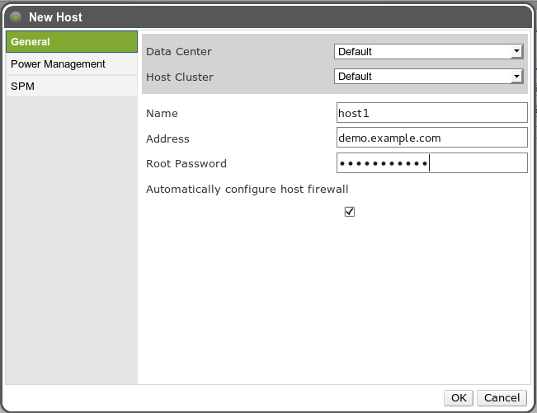 New Host
General
Power Management
SPM
Data Center Default
Host Cluster Default
Name host1
Address demo.example.com
Root Password •••••••••••
Automatically configure host firewall
OK Cancel